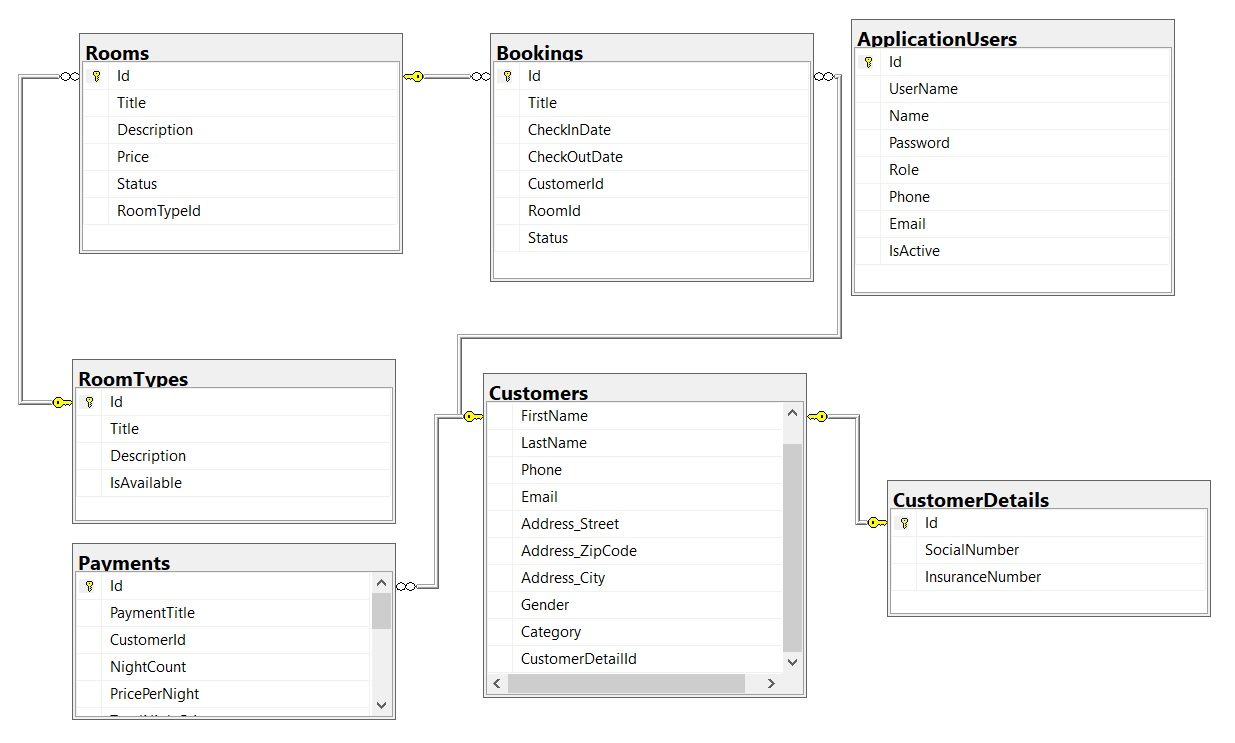 Rooms
Id
Title
Description
Price
Status
RoomTypeId
Bookings
Id
Title
CheckInDate
CheckOutDate
CustomerId
RoomId
Status
ApplicationUsers
Id
UserName
Name
Password
Role
Phone
Email
IsActive
RoomTypes
Id
Title
Description
IsAvailable
Payments
Id
PaymentTitle
CustomerId
NightCount
PricePerNight
Customers
FirstName
LastName
Phone
Email
Address_Street
Address_ZipCode
Address_City
Gender
Category
CustomerDetailId
CustomerDetails
Id
SocialNumber
InsuranceNumber